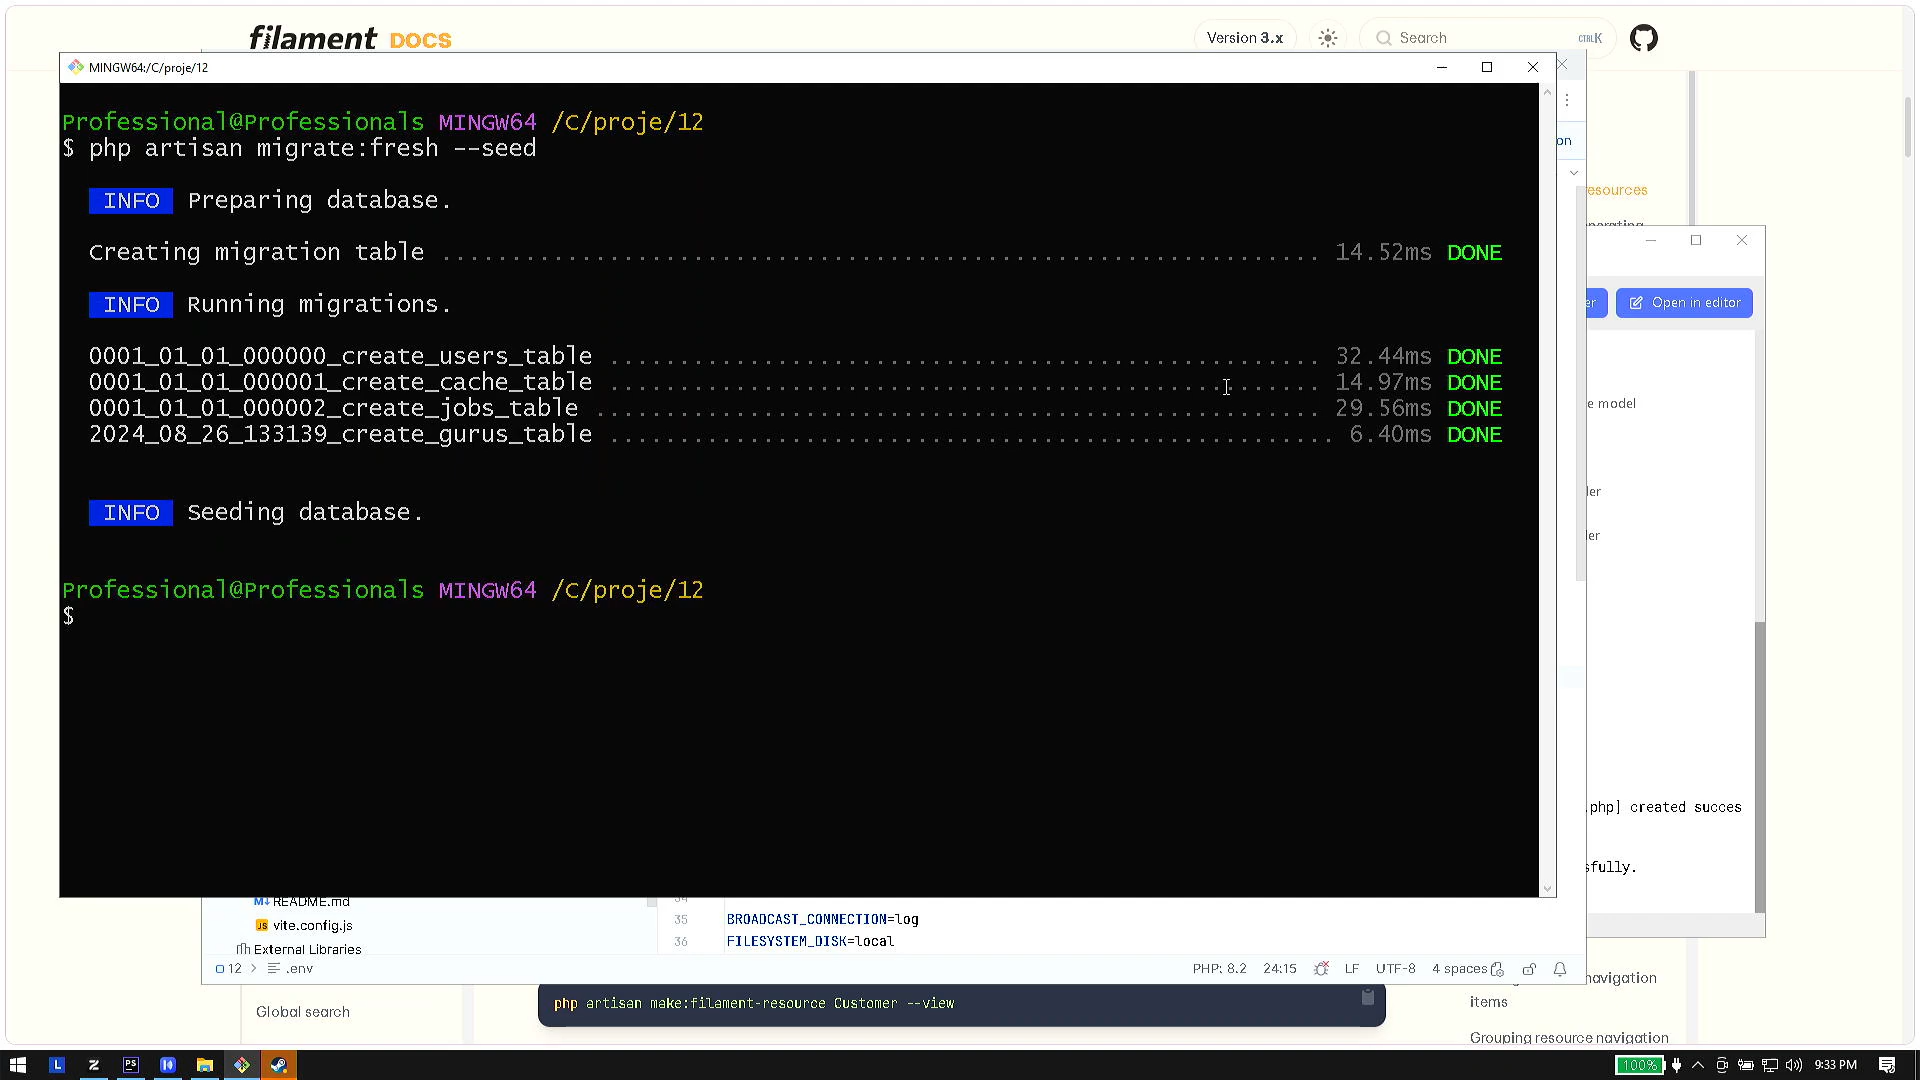 filament DOCS
Version 3.x
Search
CTRL K
MINGW64:/C/proje/12
Professional@Professionals MINGW64 /C/proje/12
$ php artisan migrate:fresh --seed
INFO Preparing database.
Creating migration table ............................................................... 14.52ms DONE
INFO Running migrations.
0001_01_01_000000_create_users_table ................................................... 32.44ms DONE
0001_01_01_000001_create_cache_table ................................................... 14.97ms DONE
0001_01_01_000002_create_jobs_table .................................................... 29.56ms DONE
2024_08_26_133139_create_gurus_table .................................................... 6.40ms DONE
INFO Seeding database.
Professional@Professionals MINGW64 /C/proje/12
$
on
esources
er
Open in editor
e model
ler
ler
.php] created succes
sfully.
README.md
vite.config.js
External Libraries
35 BROADCAST_CONNECTION=log
36 FILESYSTEM_DISK=local
12 > .env
PHP: 8.2 24:15 LF UTF-8 4 spaces
Global search
php artisan make:filament-resource Customer --view
navigation
items
Grouping resource navigation
100%
9:33 PM